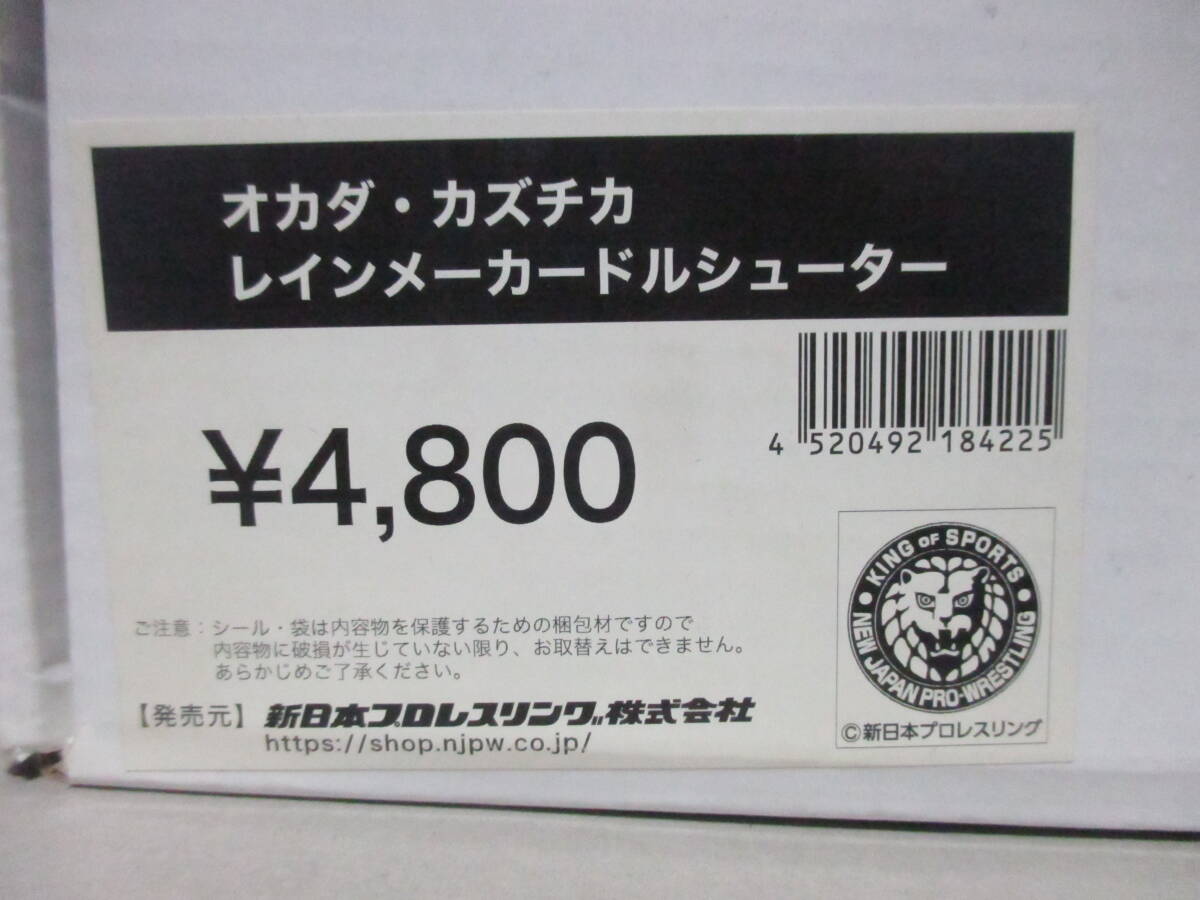 オカダ・カズチカ
レインメーカードルシューター
¥4,800
4 520492 184225
KING OF SPORTS
NEW JAPAN PRO-WRESTLING
©新日本プロレスリング
ご注意：シール・袋は内容物を保護するための梱包材ですので
内容物に破損が生じていない限り、お取替えはできません。
あらかじめご了承ください。
【発売元】新日本プロレスリング株式会社
https://shop.njpw.co.jp/